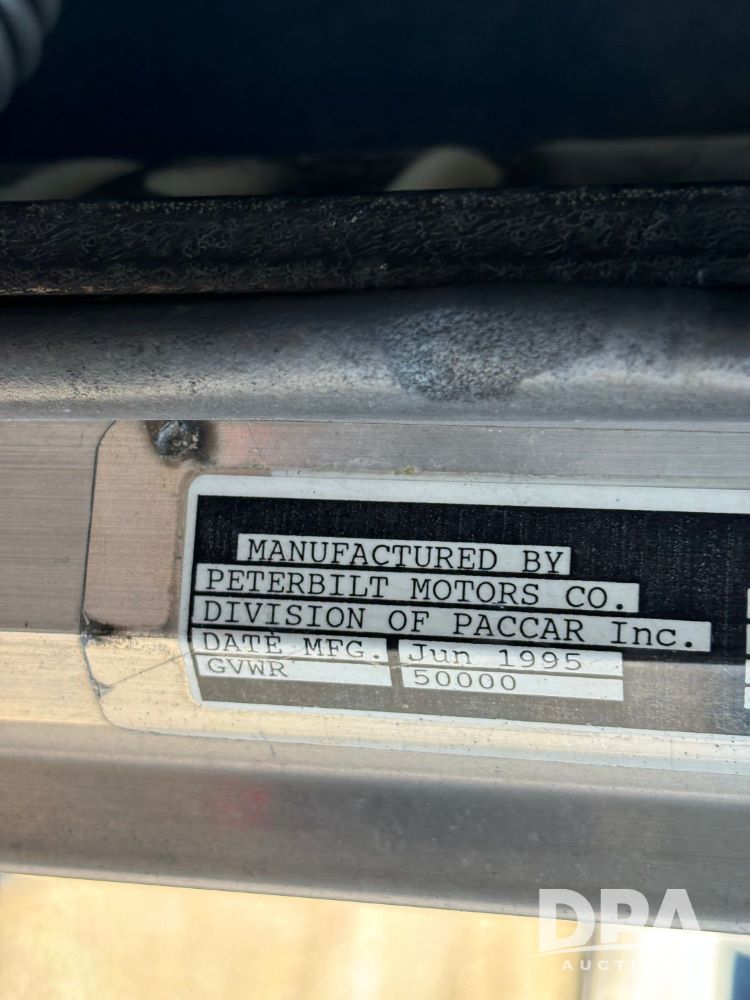 MANUFACTURED BY
PETERBILT MOTORS CO.
DIVISION OF PACCAR Inc.
DATE MFG. Jun 1995
GVWR 50000
DPA